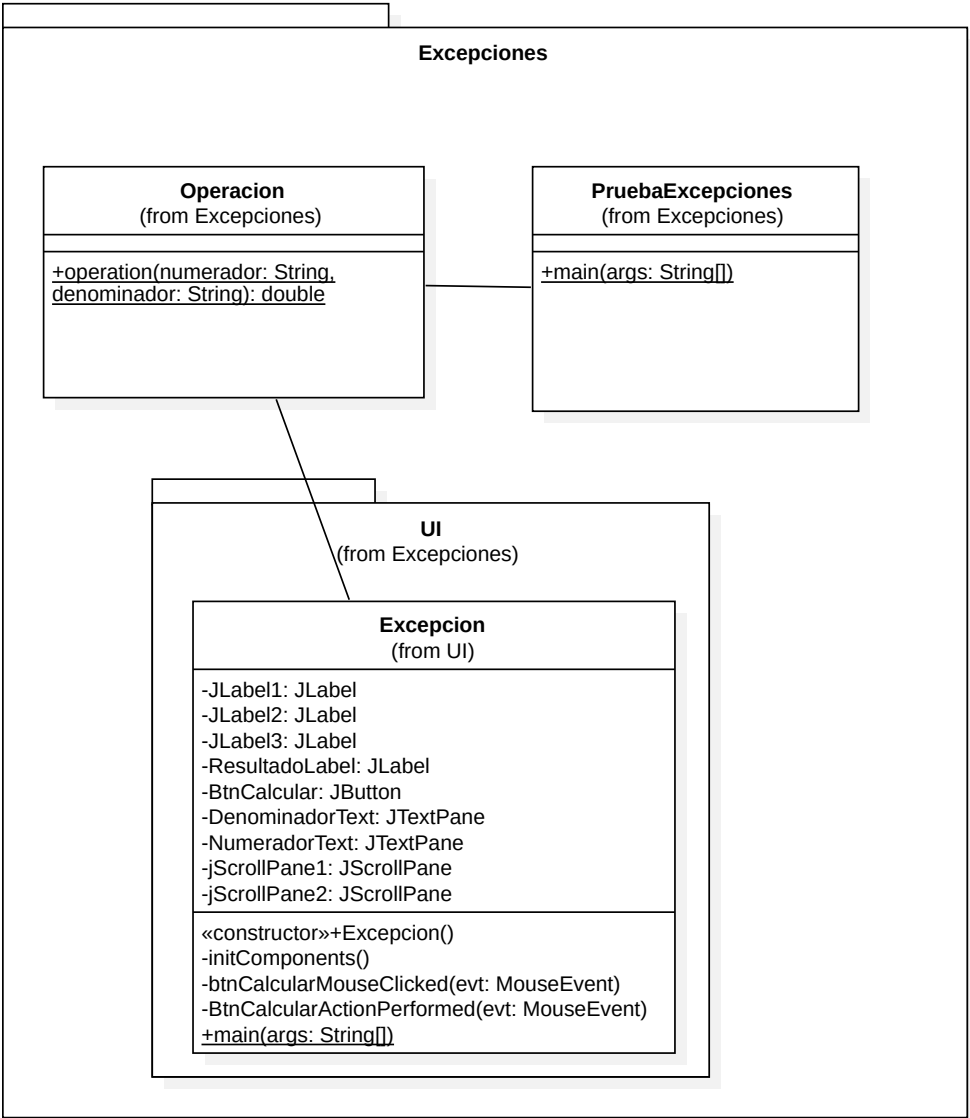 Excepciones
Operacion
(from Excepciones)
+operation(numerador: String,
denominador: String): double
PruebaExcepciones
(from Excepciones)
+main(args: String[])
UI
(from Excepciones)
Excepcion
(from UI)
-JLabel1: JLabel
-JLabel2: JLabel
-JLabel3: JLabel
-ResultadoLabel: JLabel
-BtnCalcular: JButton
-DenominadorText: JTextPane
-NumeradorText: JTextPane
-jScrollPane1: JScrollPane
-jScrollPane2: JScrollPane
«constructor»+Excepcion()
-initComponents()
-btnCalcularMouseClicked(evt: MouseEvent)
-BtnCalcularActionPerformed(evt: MouseEvent)
+main(args: String[])